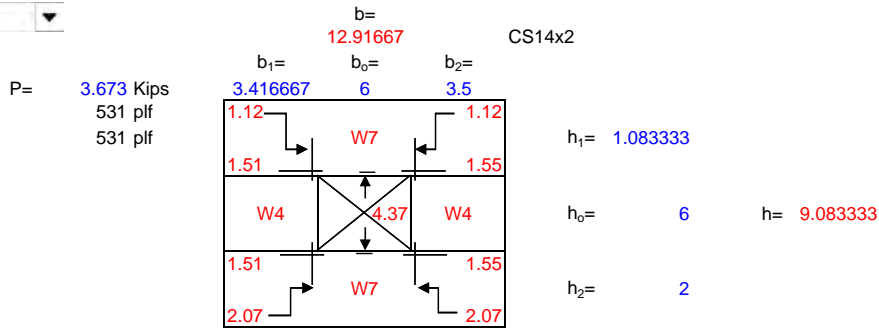 b=
12.91667 CS14x2
b₁= bₒ= b₂=
P= 3.673 Kips 3.416667 6 3.5
531 plf 1.12 1.12
531 plf W7 h₁= 1.083333
1.51 1.55
W4 4.37 W4 hₒ= 6 h= 9.083333
1.51 1.55
W7 h₂= 2
2.07 2.07